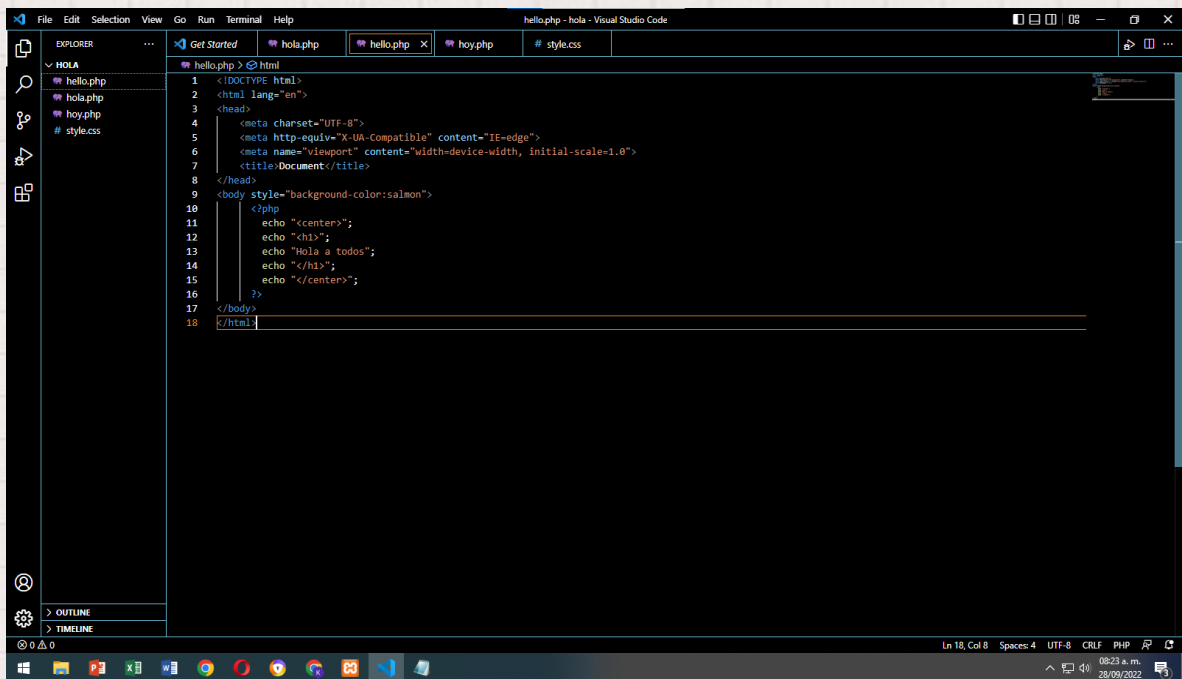 File Edit Selection View Go Run Terminal Help
hello.php - hola - Visual Studio Code
EXPLORER
HOLA
hello.php
hola.php
hoy.php
# style.css
OUTLINE
TIMELINE
Get Started hola.php hello.php hoy.php # style.css
hello.php > html
1 <!DOCTYPE html>
2 <html lang="en">
3 <head>
4 <meta charset="UTF-8">
5 <meta http-equiv="X-UA-Compatible" content="IE=edge">
6 <meta name="viewport" content="width=device-width, initial-scale=1.0">
7 <title>Document</title>
8 </head>
9 <body style="background-color:salmon">
10 <?php
11 echo "<center>";
12 echo "<h1>";
13 echo "Hola a todos";
14 echo "</h1>";
15 echo "</center>";
16 ?>
17 </body>
18 </html>
0 0
Ln 18, Col 8 Spaces: 4 UTF-8 CRLF PHP
08:23 a. m.
28/09/2022
3